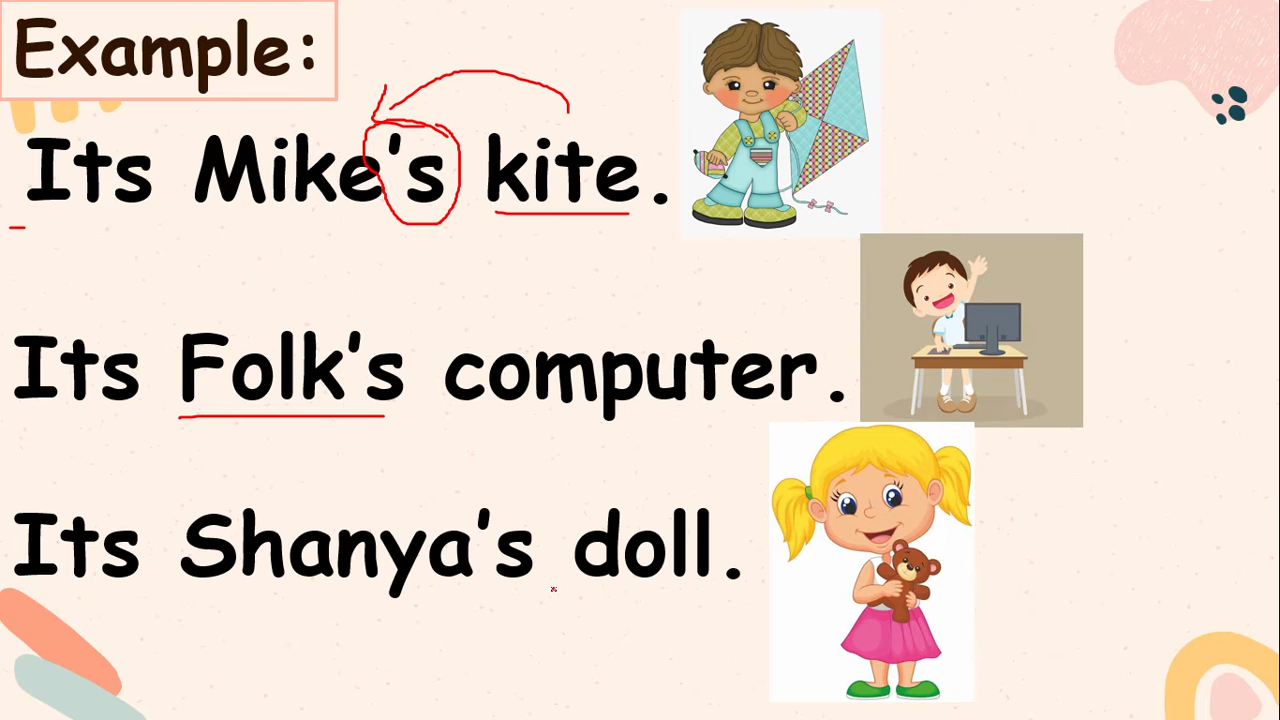 Example:
Its Mike's kite.
Its Folk's computer.
Its Shanya's doll.